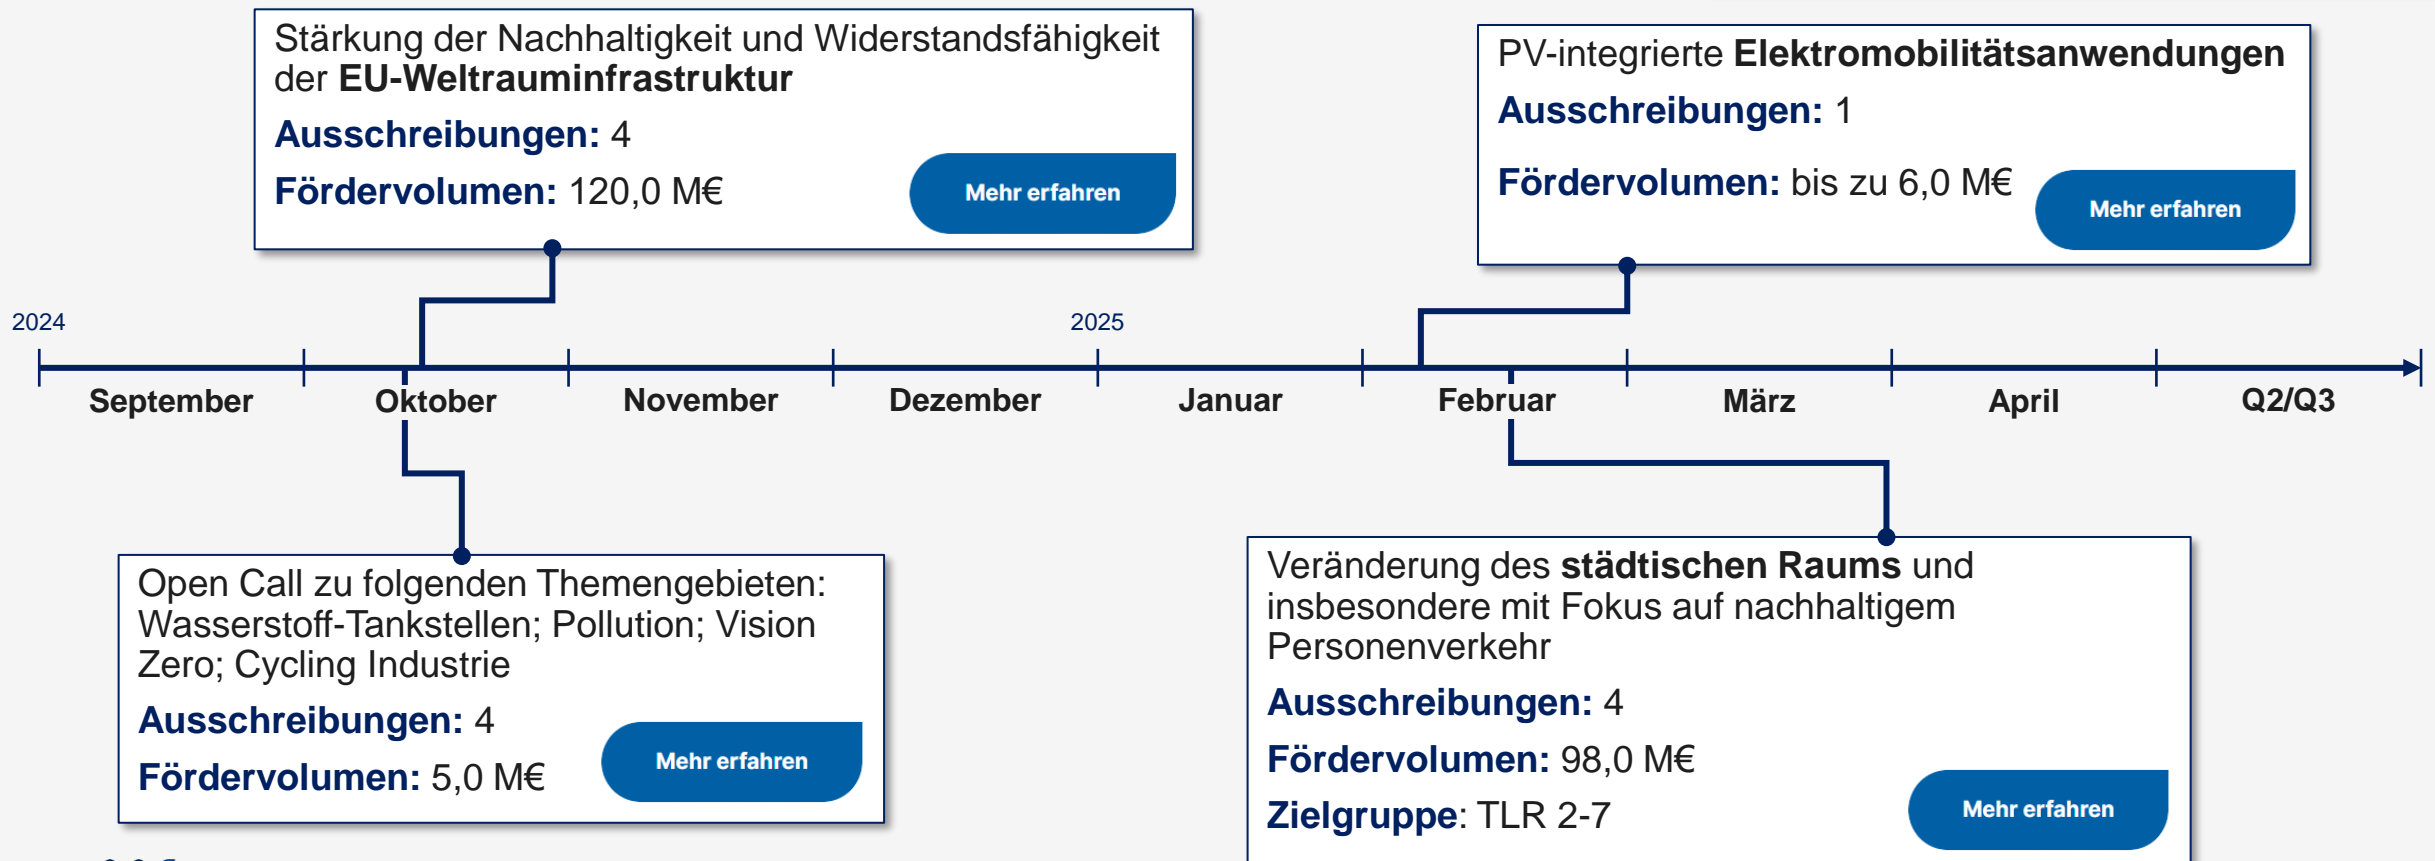 Stärkung der Nachhaltigkeit und Widerstandsfähigkeit
der EU-Weltrauminfrastruktur
Ausschreibungen: 4
Fördervolumen: 120,0 M€
Mehr erfahren
PV-integrierte Elektromobilitätsanwendungen
Ausschreibungen: 1
Fördervolumen: bis zu 6,0 M€
Mehr erfahren
2024
2025
September
Oktober
November
Dezember
Januar
Februar
März
April
Q2/Q3
Open Call zu folgenden Themengebieten:
Wasserstoff-Tankstellen; Pollution; Vision
Zero; Cycling Industrie
Ausschreibungen: 4
Fördervolumen: 5,0 M€
Mehr erfahren
Veränderung des städtischen Raums und
insbesondere mit Fokus auf nachhaltigem
Personenverkehr
Ausschreibungen: 4
Fördervolumen: 98,0 M€
Zielgruppe: TLR 2-7
Mehr erfahren